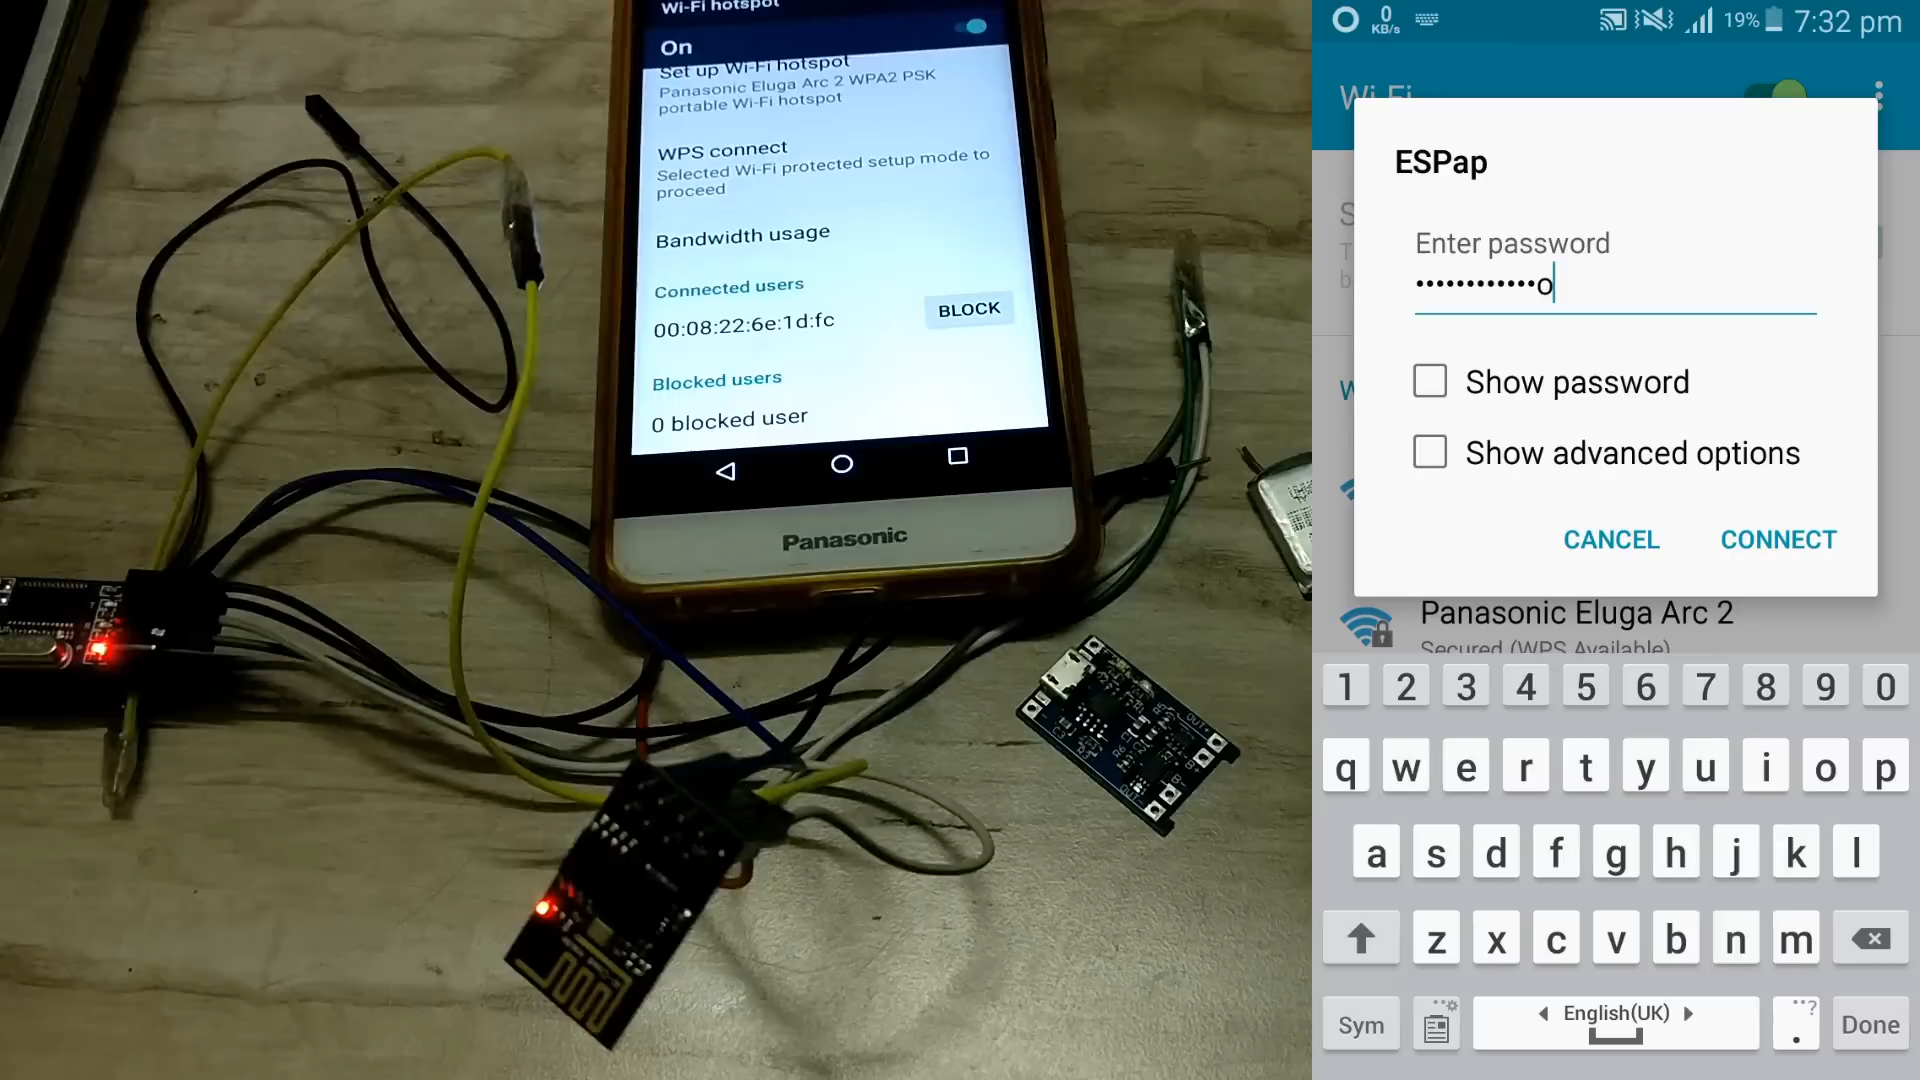 Wi-Fi hotspot
On
Set up Wi-Fi hotspot
Panasonic Eluga Arc 2 WPA2 PSK
portable Wi-Fi hotspot
WPS connect
Selected Wi-Fi protected setup mode to
proceed
Bandwidth usage
Connected users
00:08:22:6e:1d:fc
BLOCK
Blocked users
0 blocked user
Panasonic
OUT+
B+
B-
OUT-
0
KB/s
19%
7:32 pm
Wi-Fi
ESPap
Enter password
••••••••••••o
Show password
Show advanced options
CANCEL
CONNECT
Panasonic Eluga Arc 2
Secured (WPS Available)
1 2 3 4 5 6 7 8 9 0
q w e r t y u i o p
a s d f g h j k l
z x c v b n m
Sym
English(UK)
.
Done